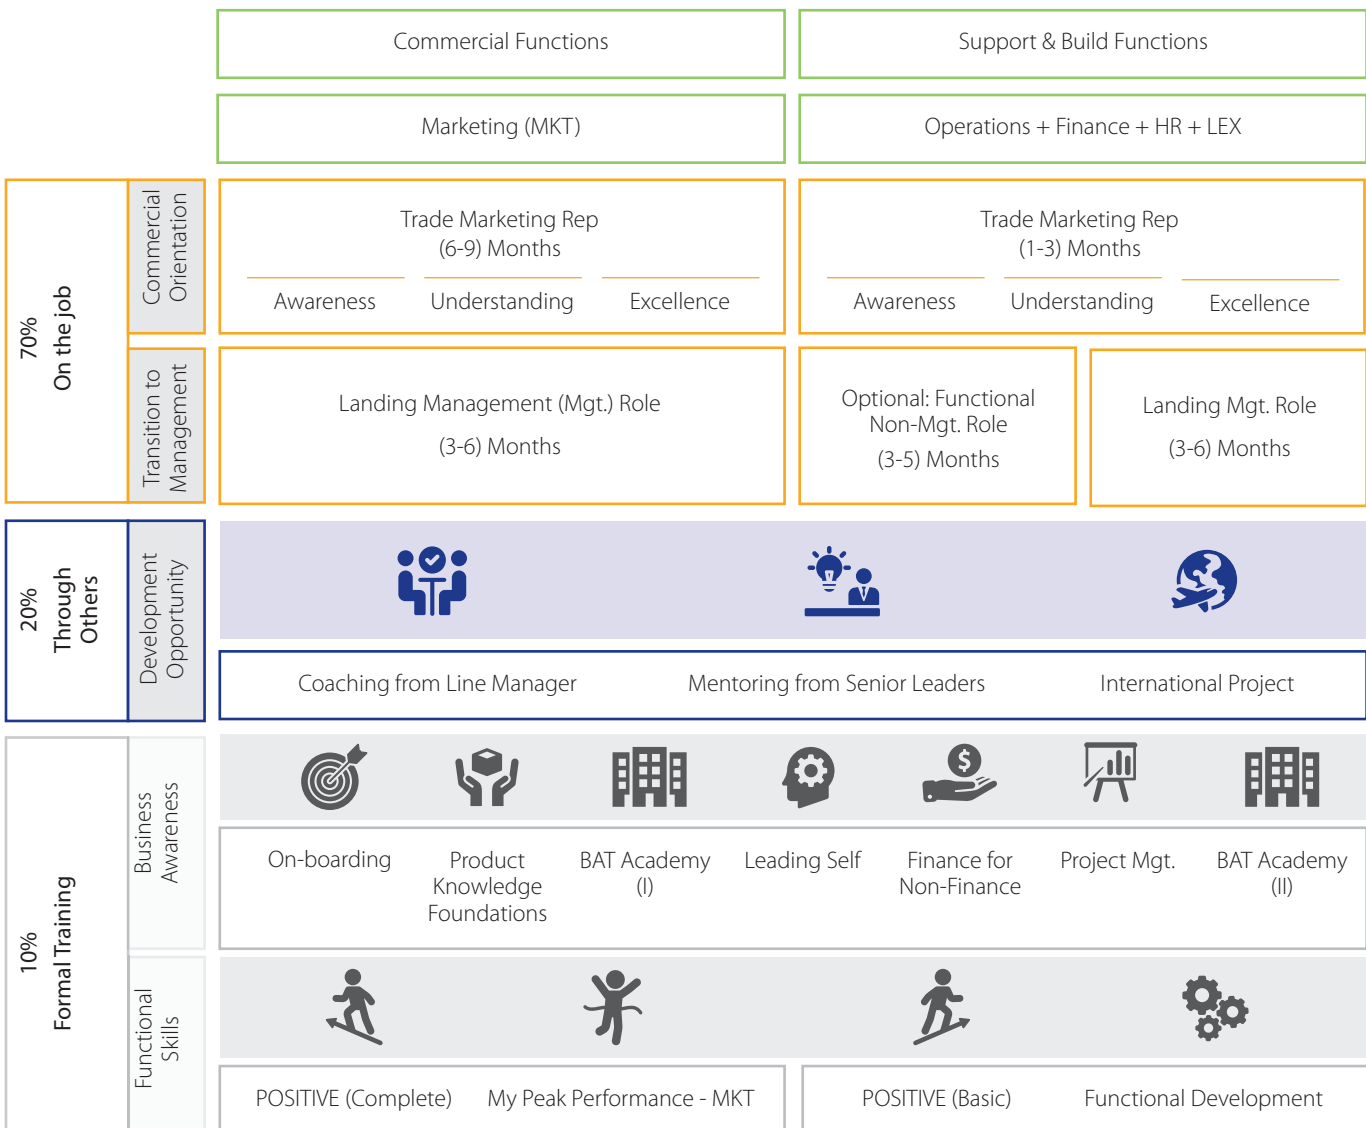 Commercial Functions
Support & Build Functions
Marketing (MKT)
Operations + Finance + HR + LEX
70%
On the job
Commercial
Orientation
Trade Marketing Rep
(6-9) Months
Awareness
Understanding
Excellence
Trade Marketing Rep
(1-3) Months
Awareness
Understanding
Excellence
Transition to
Management
Landing Management (Mgt.) Role
(3-6) Months
Optional: Functional
Non-Mgt. Role
(3-5) Months
Landing Mgt. Role
(3-6) Months
20%
Through
Others
Development
Opportunity
Coaching from Line Manager
Mentoring from Senior Leaders
International Project
10%
Formal Training
Business
Awareness
$
On-boarding
Product
Knowledge
Foundations
BAT Academy
(I)
Leading Self
Finance for
Non-Finance
Project Mgt.
BAT Academy
(II)
Functional
Skills
POSITIVE (Complete)
My Peak Performance - MKT
POSITIVE (Basic)
Functional Development